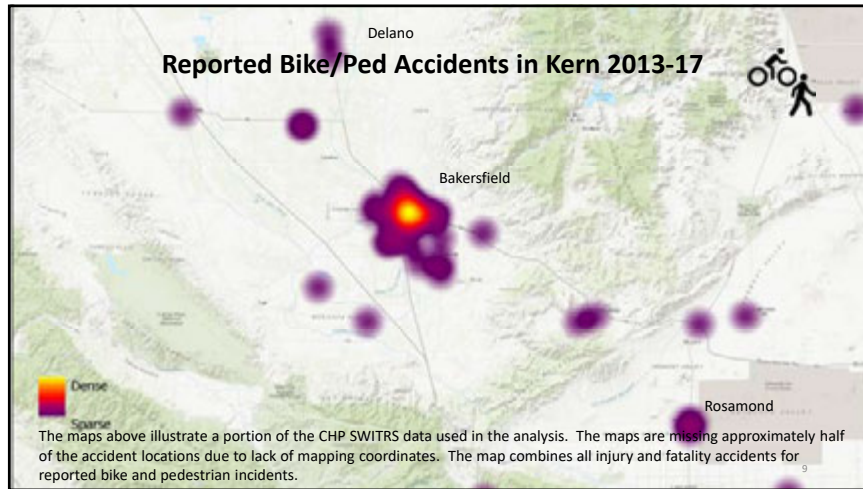 Delano
Reported Bike/Ped Accidents in Kern 2013-17
Bakersfield
Dense
Sparse
Rosamond
The maps above illustrate a portion of the CHP SWITRS data used in the analysis.  The maps are missing approximately half
of the accident locations due to lack of mapping coordinates.  The map combines all injury and fatality accidents for
reported bike and pedestrian incidents.
9